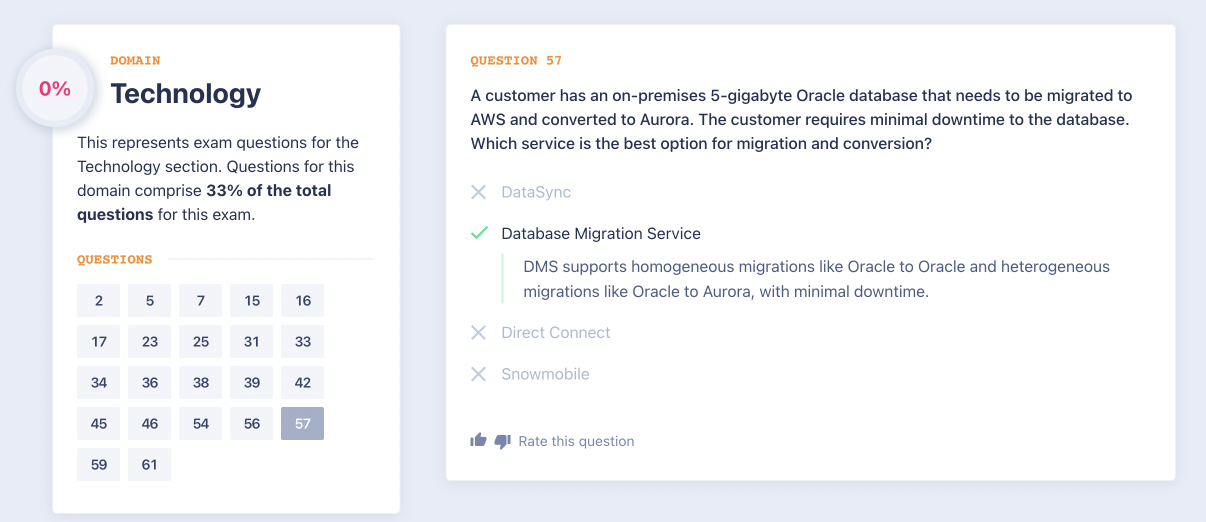 0%
DOMAIN
Technology
This represents exam questions for the
Technology section. Questions for this
domain comprise 33% of the total
questions for this exam.
QUESTIONS
2 5 7 15 16
17 23 25 31 33
34 36 38 39 42
45 46 54 56 57
59 61
QUESTION 57
A customer has an on-premises 5-gigabyte Oracle database that needs to be migrated to
AWS and converted to Aurora. The customer requires minimal downtime to the database.
Which service is the best option for migration and conversion?
DataSync
Database Migration Service
DMS supports homogeneous migrations like Oracle to Oracle and heterogeneous
migrations like Oracle to Aurora, with minimal downtime.
Direct Connect
Snowmobile
Rate this question